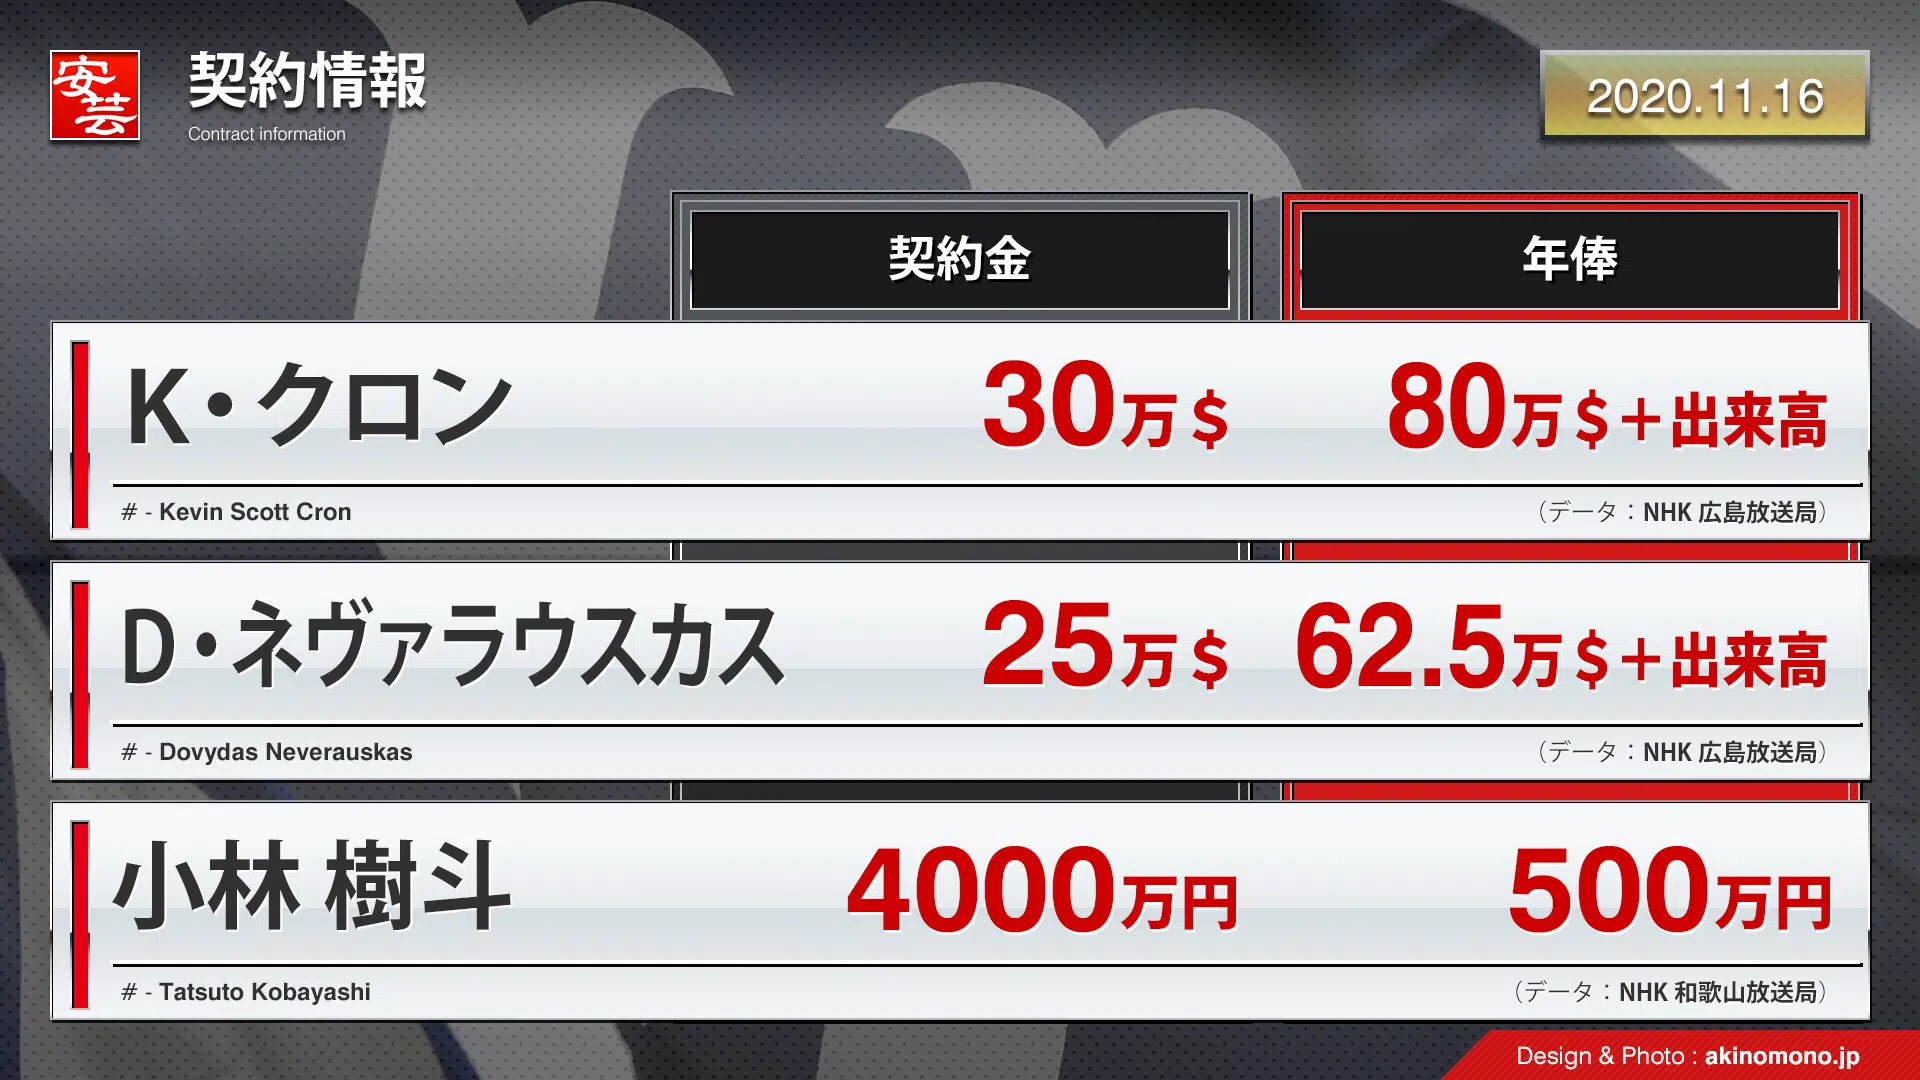 安芸
契約情報
Contract information
2020.11.16
契約金
年俸
K・クロン 30万$ 80万$+出来高
# - Kevin Scott Cron (データ:NHK 広島放送局)
D・ネヴァラウスカス 25万$ 62.5万$+出来高
# - Dovydas Neverauskas (データ:NHK 広島放送局)
小林 樹斗 4000万円 500万円
# - Tatsuto Kobayashi (データ:NHK 和歌山放送局)
Design & Photo : akinomono.jp